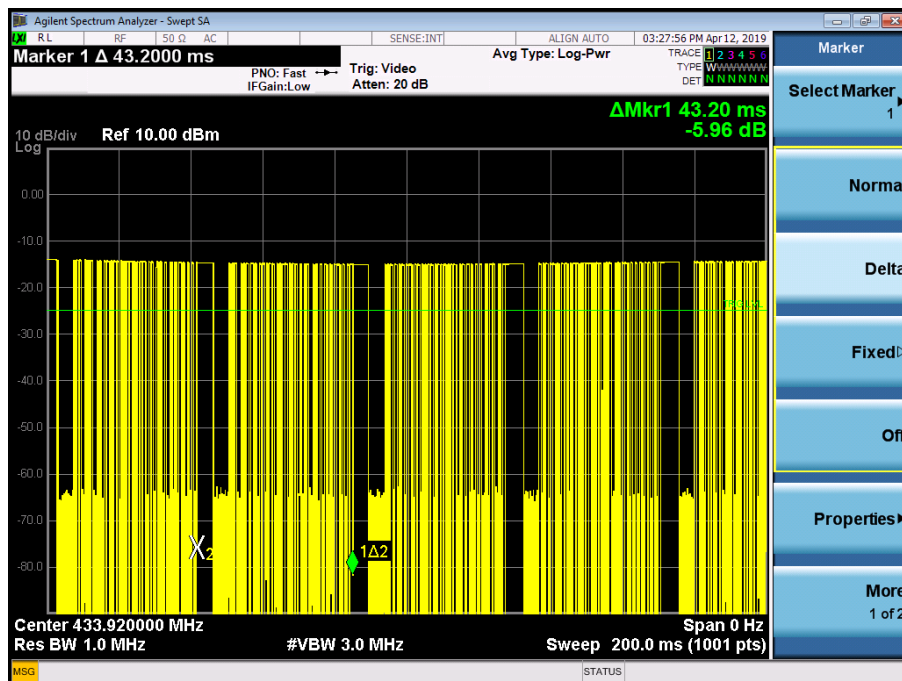 Agilent Spectrum Analyzer - Swept SA
LXI RL RF 50 Ω AC SENSE:INT ALIGN AUTO 03:27:56 PM Apr 12, 2019
Marker 1 Δ 43.2000 ms
PNO: Fast
IFGain:Low
Trig: Video
Atten: 20 dB
Avg Type: Log-Pwr
TRACE 1 2 3 4 5 6
TYPE WWWWWW
DET N N N N N N
ΔMkr1 43.20 ms
-5.96 dB
10 dB/div Ref 10.00 dBm
Log
0.00
-10.0
-20.0
-30.0
-40.0
-50.0
-60.0
-70.0
-80.0
2
1Δ2
Center 433.920000 MHz Span 0 Hz
Res BW 1.0 MHz #VBW 3.0 MHz Sweep 200.0 ms (1001 pts)
MSG STATUS
Marker
Select Marker
1
Norma
Delta
Fixed
Of
Properties
More
1 of 2